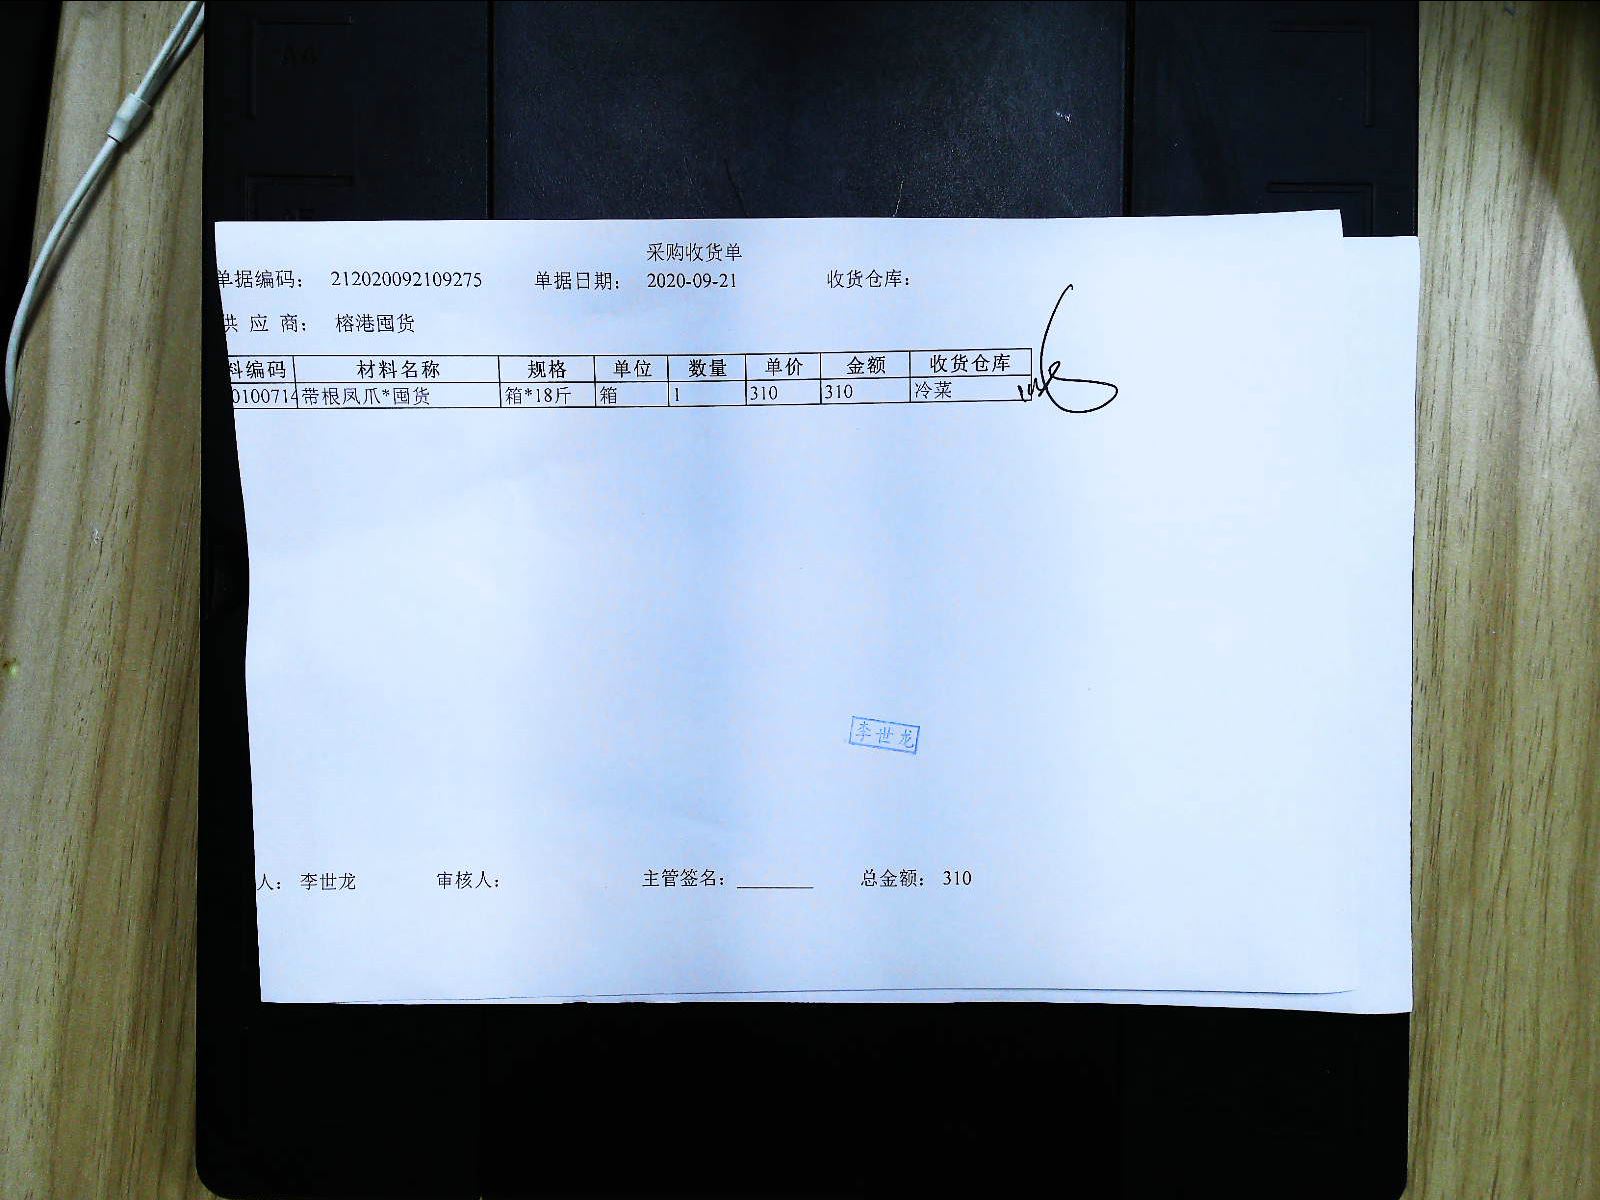 采购收货单
单据编码： 212020092109275 单据日期： 2020-09-21 收货仓库：
供 应 商： 榕港囤货
料编码 材料名称 规格 单位 数量 单价 金额 收货仓库
0100714 带根凤爪*囤货 箱*18斤 箱 1 310 310 冷菜
李世龙
人： 李世龙 审核人： 主管签名： 总金额： 310